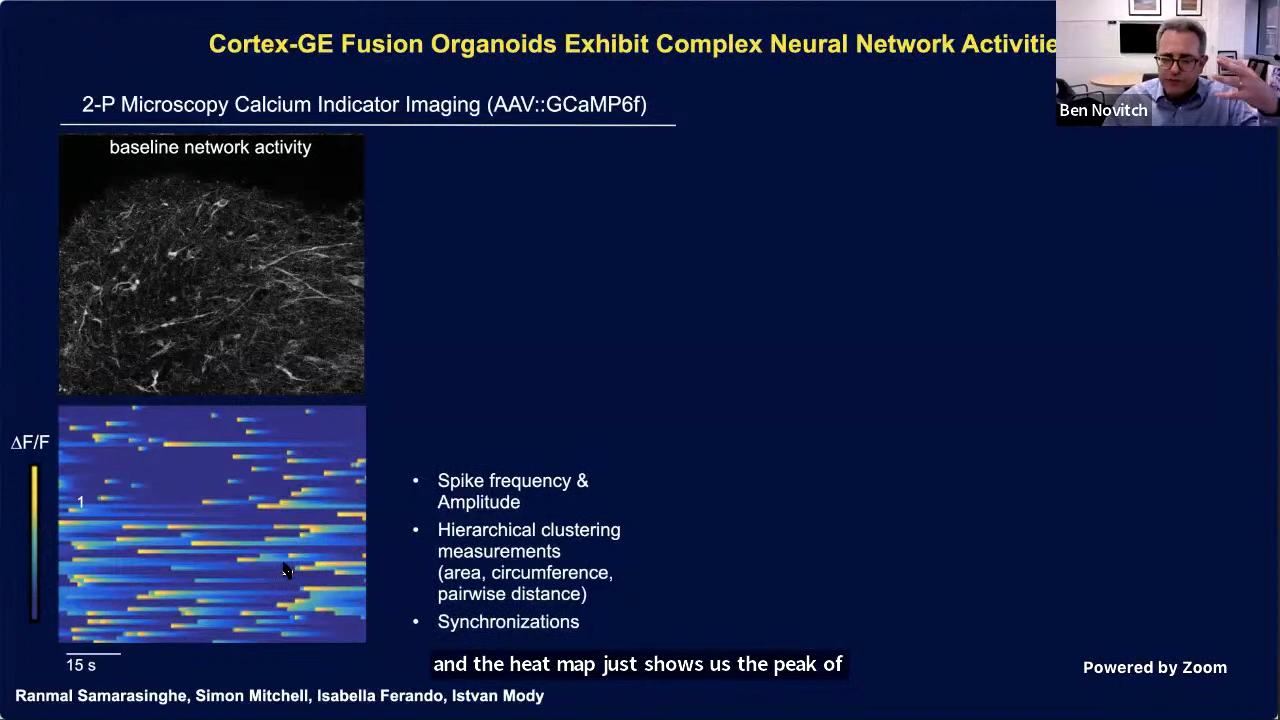 Cortex-GE Fusion Organoids Exhibit Complex Neural Network Activitie
Ben Novitch
2-P Microscopy Calcium Indicator Imaging (AAV::GCaMP6f)
baseline network activity
ΔF/F
1
15 s
• Spike frequency &
Amplitude
• Hierarchical clustering
measurements
(area, circumference,
pairwise distance)
• Synchronizations
and the heat map just shows us the peak of
Powered by Zoom
Ranmal Samarasinghe, Simon Mitchell, Isabella Ferando, Istvan Mody